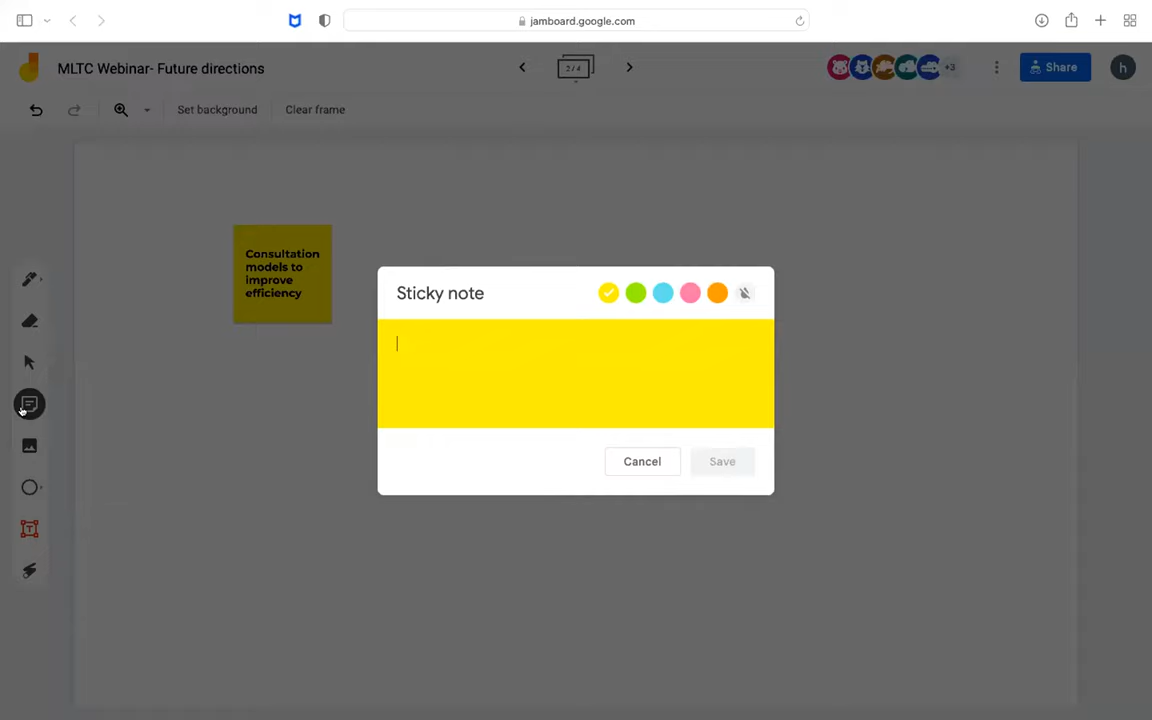 jamboard.google.com
MLTC Webinar- Future directions
2 / 4
+3
Share
h
Set background
Clear frame
Consultation
models to
improve
efficiency
Sticky note
Cancel
Save
T